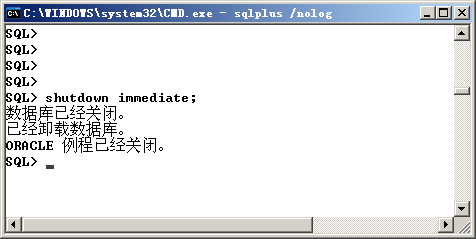 C:\WINDOWS\system32\CMD.exe - sqlplus /nolog
SQL>
SQL>
SQL>
SQL>
SQL> shutdown immediate;
数据库已经关闭。
已经卸载数据库。
ORACLE 例程已经关闭。
SQL> _